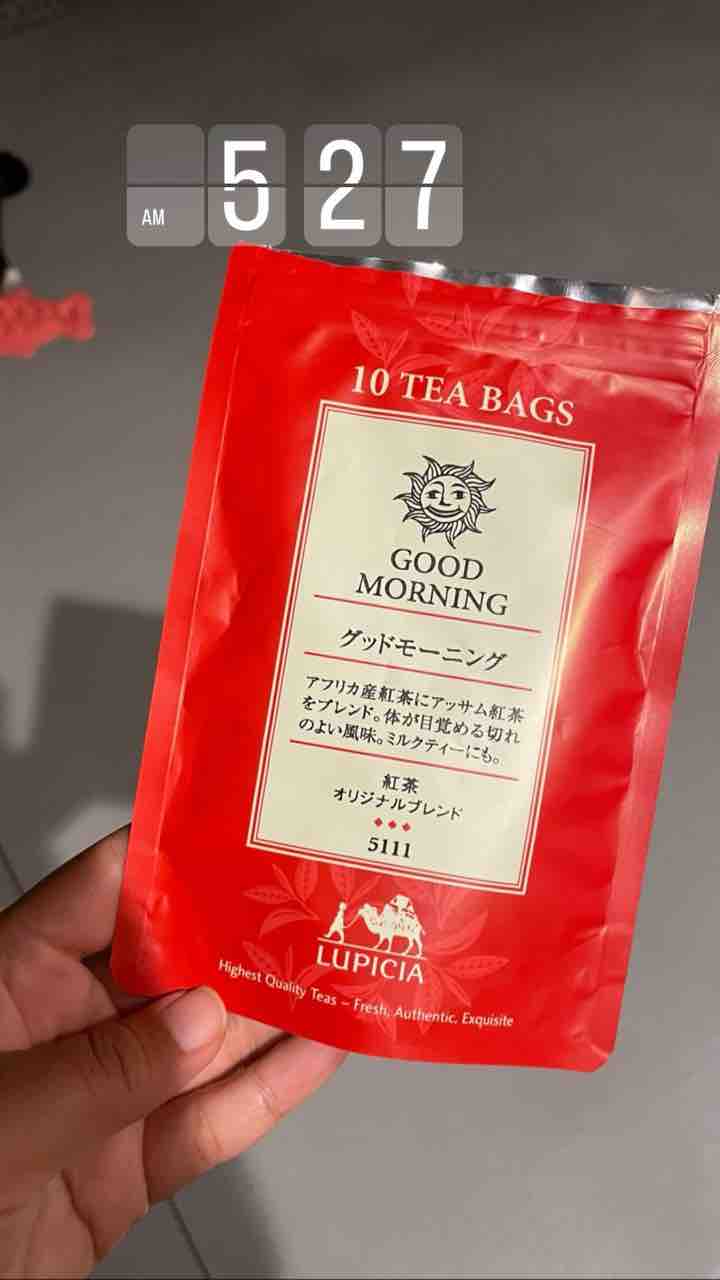 AM 5 27
10 TEA BAGS
GOOD
MORNING
グッドモーニング
アフリカ産紅茶にアッサム紅茶
をブレンド。体が目覚める切れ
のよい風味。ミルクティーにも。
紅茶
オリジナルブレンド
5111
LUPICIA
Highest Quality Teas – Fresh, Authentic, Exquisite